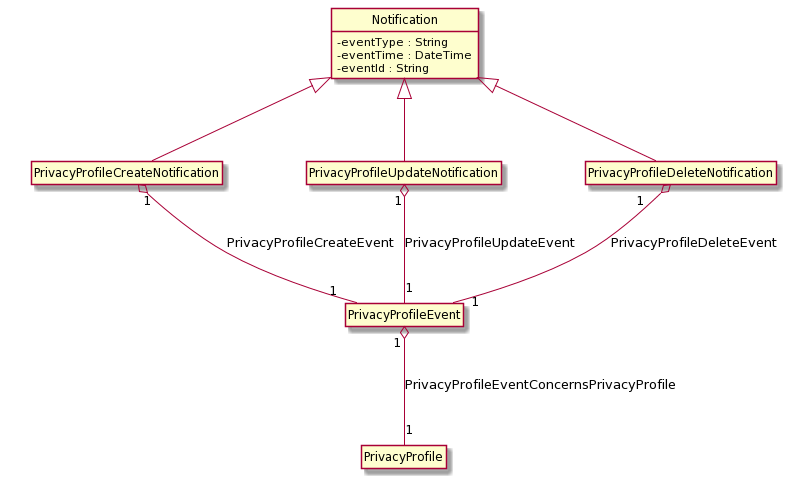 Notification
-eventType : String
-eventTime : DateTime
-eventId : String
PrivacyProfileCreateNotification
PrivacyProfileUpdateNotification
PrivacyProfileDeleteNotification
1
1
1
PrivacyProfileCreateEvent
PrivacyProfileUpdateEvent
PrivacyProfileDeleteEvent
1
1
1
PrivacyProfileEvent
1
PrivacyProfileEventConcernsPrivacyProfile
1
PrivacyProfile